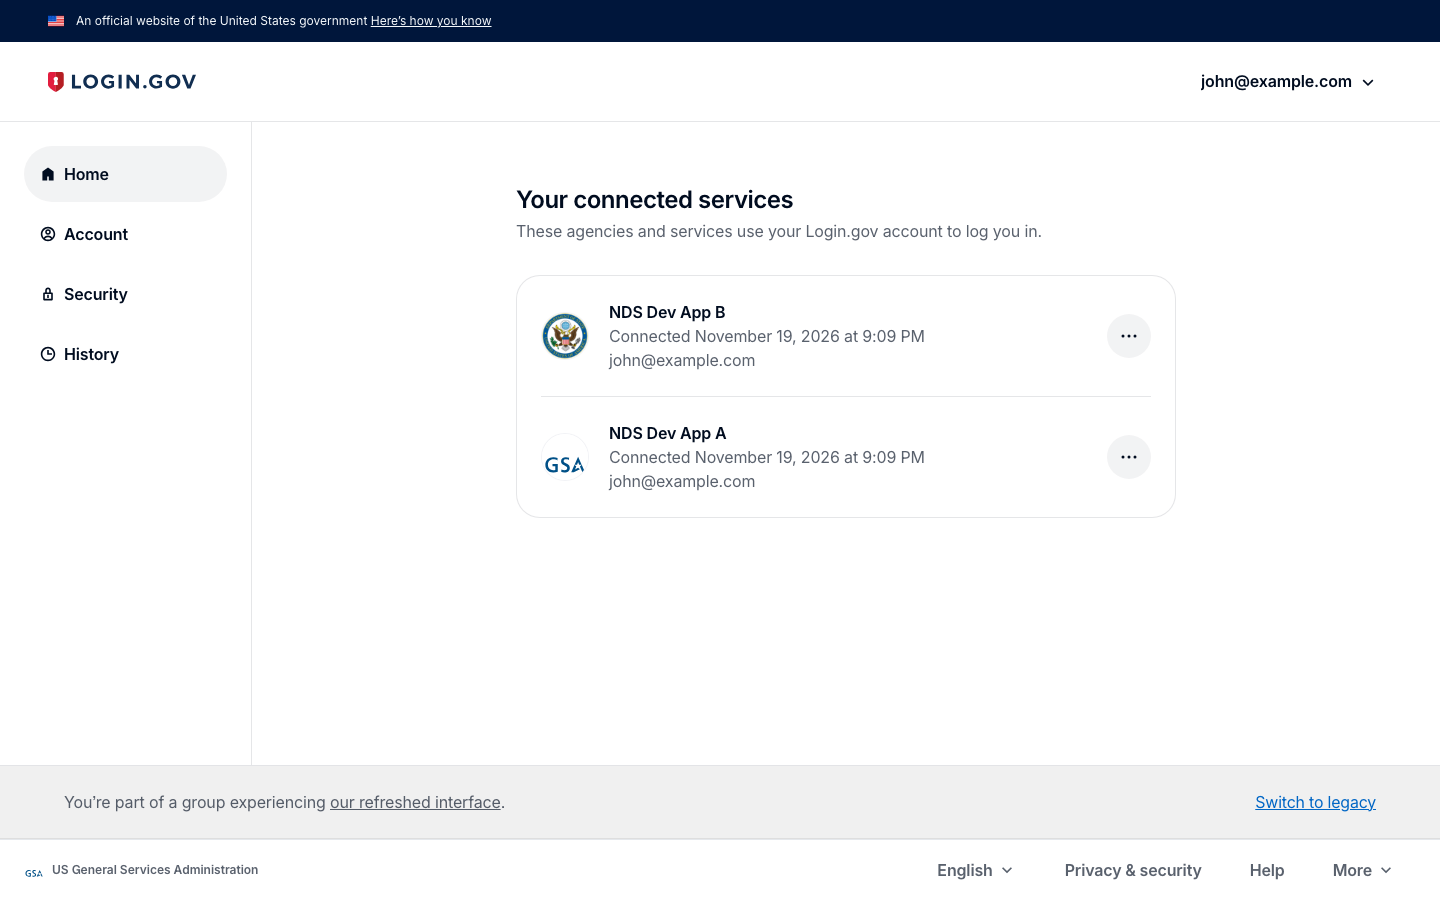 An official website of the United States government Here’s how you know
LOGIN.GOV
john@example.com
Home
Account
Security
History
Your connected services
These agencies and services use your Login.gov account to log you in.
NDS Dev App B
Connected November 19, 2026 at 9:09 PM
john@example.com
GSA
NDS Dev App A
Connected November 19, 2026 at 9:09 PM
john@example.com
You’re part of a group experiencing our refreshed interface.
Switch to legacy
GSA
US General Services Administration
English
Privacy & security
Help
More